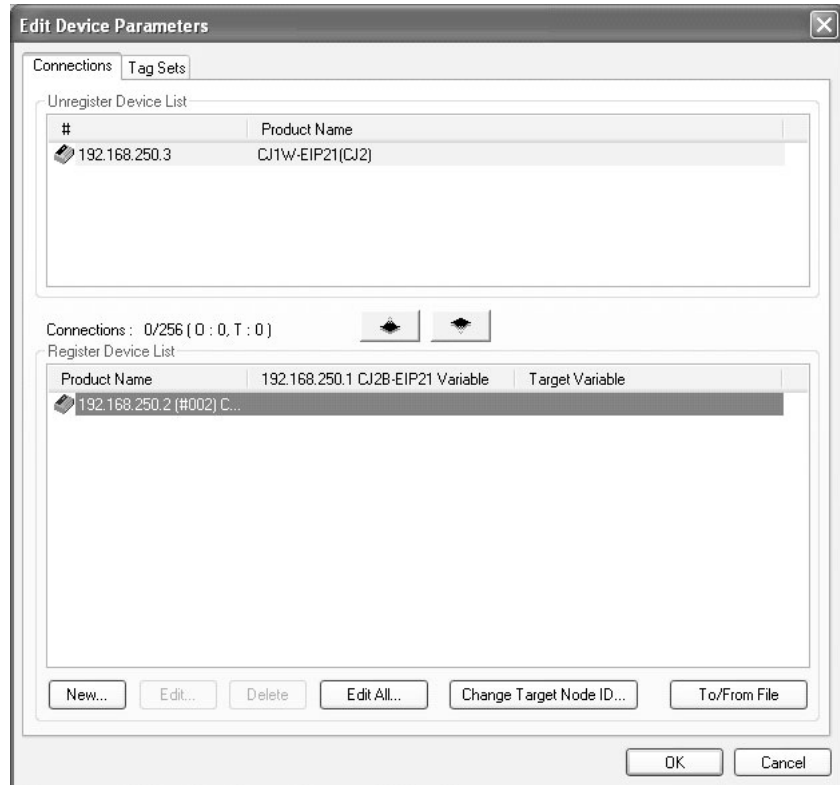 Edit Device Parameters
Connections Tag Sets
Unregister Device List
# Product Name
192.168.250.3 CJ1W-EIP21(CJ2)
Connections : 0/256 ( O : 0, T : 0 )
Register Device List
Product Name 192.168.250.1 CJ2B-EIP21 Variable Target Variable
192.168.250.2 (#002) C...
New... Edit... Delete Edit All... Change Target Node ID... To/From File
OK Cancel